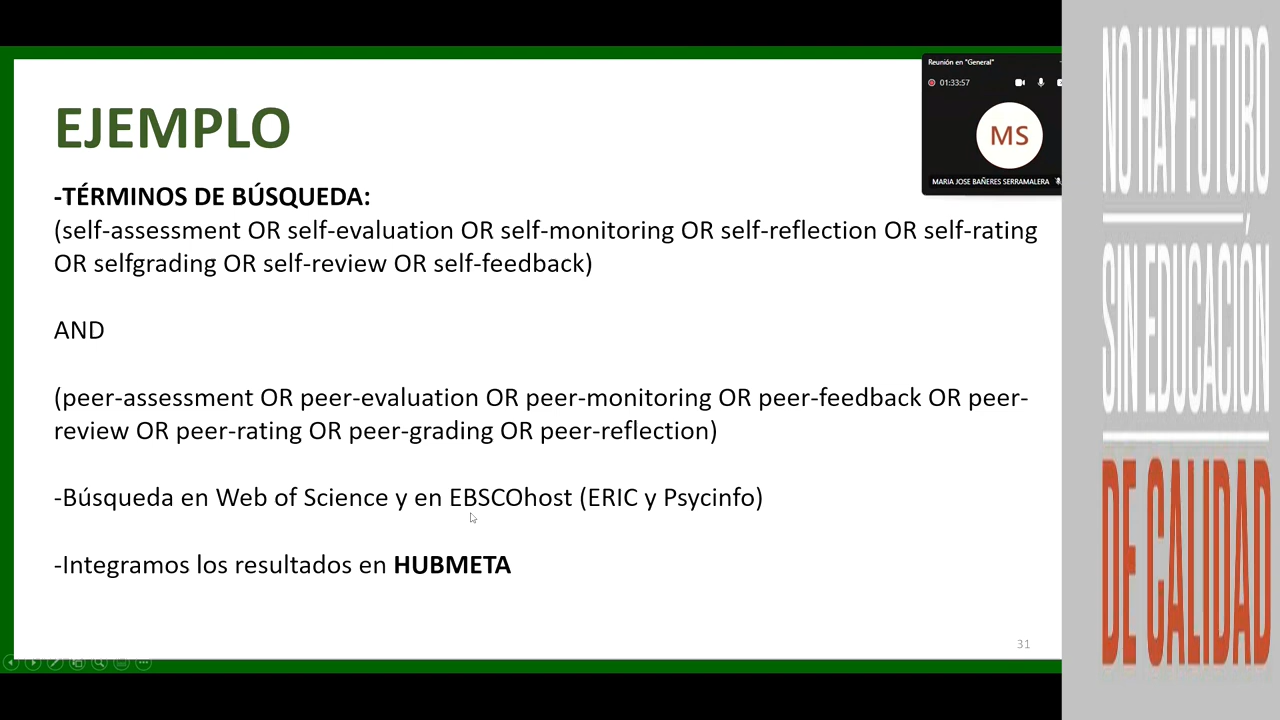 EJEMPLO
-TÉRMINOS DE BÚSQUEDA:
(self-assessment OR self-evaluation OR self-monitoring OR self-reflection OR self-rating
OR selfgrading OR self-review OR self-feedback)
AND
(peer-assessment OR peer-evaluation OR peer-monitoring OR peer-feedback OR peer-
review OR peer-rating OR peer-grading OR peer-reflection)
-Búsqueda en Web of Science y en EBSCOhost (ERIC y Psycinfo)
-Integramos los resultados en HUBMETA
31
Reunión en "General"
01:33:57
MS
MARIA JOSE BAÑERES SERRAMALERA
NO HAY FUTURO
SIN EDUCACIÓN
DE CALIDAD